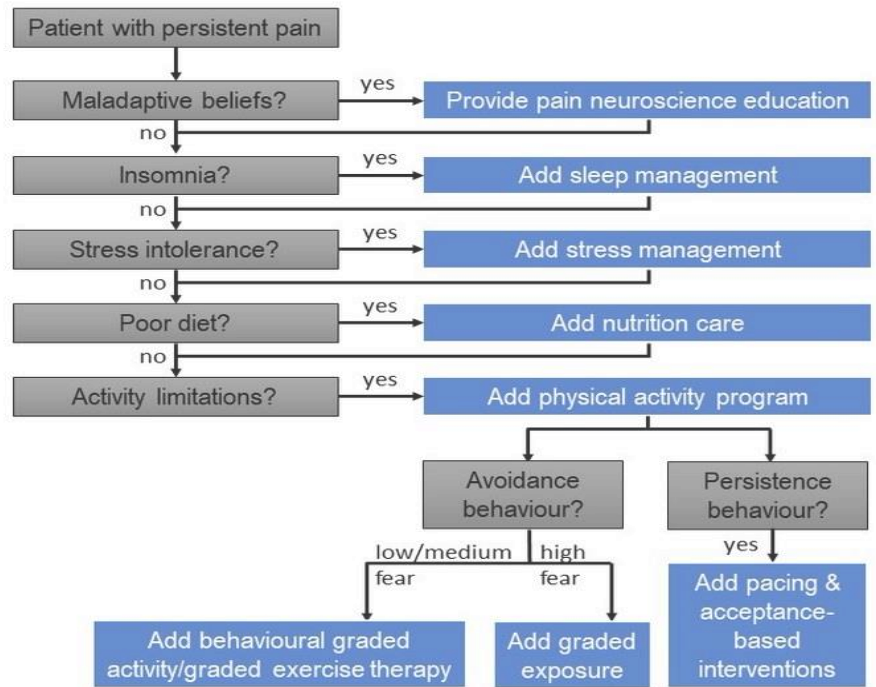 Patient with persistent pain
Maladaptive beliefs?
yes
Provide pain neuroscience education
no
Insomnia?
yes
Add sleep management
no
Stress intolerance?
yes
Add stress management
no
Poor diet?
yes
Add nutrition care
no
Activity limitations?
yes
Add physical activity program
Avoidance
behaviour?
Persistence
behaviour?
low/medium
fear
high
fear
yes
Add behavioural graded
activity/graded exercise therapy
Add graded
exposure
Add pacing &
acceptance-
based
interventions